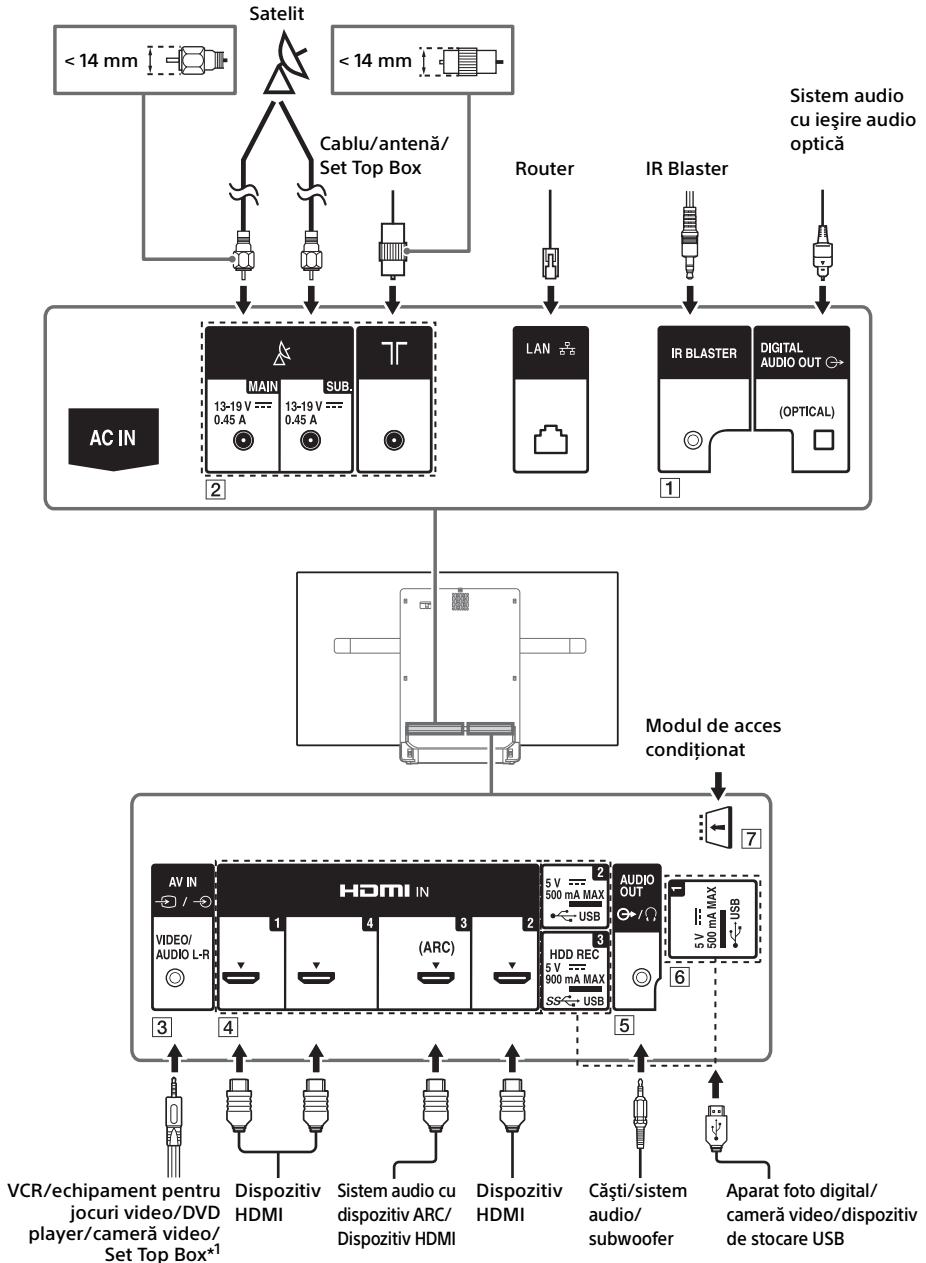 Satelit
< 14 mm
< 14 mm
Cablu/antenă/
Set Top Box
Router
IR Blaster
Sistem audio
cu ieşire audio
optică
AC IN
MAIN
13-19 V
0.45 A
SUB.
13-19 V
0.45 A
2
LAN
IR BLASTER
1
DIGITAL
AUDIO OUT
(OPTICAL)
Modul de acces
condiționat
7
AV IN
/
VIDEO/
AUDIO L-R
3
HDMI IN
1
4
3
(ARC)
2
4
2
5 V
500 mA MAX
USB
3
HDD REC
5 V
900 mA MAX
SS USB
AUDIO
OUT
/
5
1
5 V
500 mA MAX
USB
6
VCR/echipament pentru
jocuri video/DVD
player/cameră video/
Set Top Box*1
Dispozitiv
HDMI
Sistem audio cu
dispozitiv ARC/
Dispozitiv HDMI
Dispozitiv
HDMI
Căşti/sistem
audio/
subwoofer
Aparat foto digital/
cameră video/dispozitiv
de stocare USB